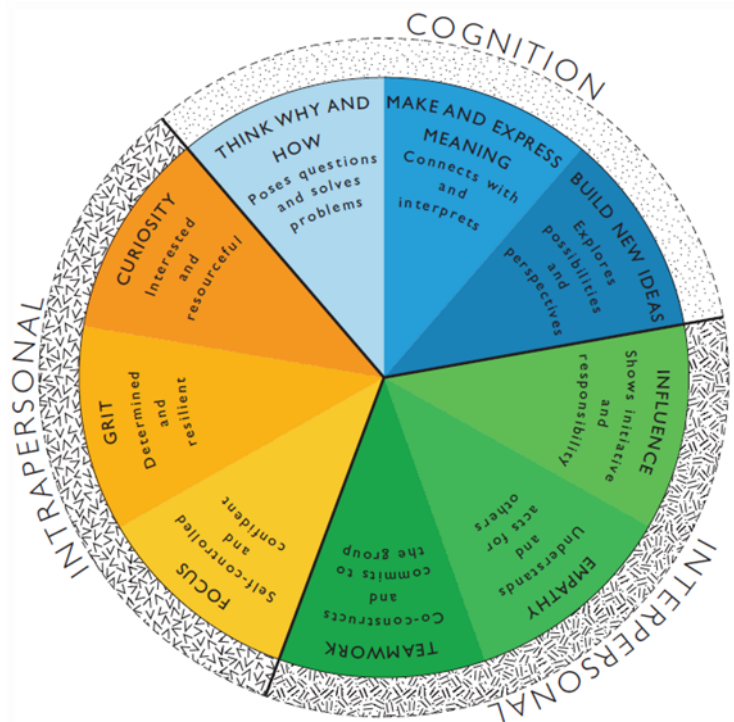 COGNITION
THINK WHY AND
HOW
Poses questions
and solves
problems
MAKE AND EXPRESS
MEANING
Connects with
and
interprets
BUILD NEW IDEAS
Explores
possibilities
and
perspectives
INTERPERSONAL
INFLUENCE
Shows initiative
and
responsibility
EMPATHY
Understands
and
acts for
others
TEAMWORK
Co-constructs
and
commits to
the group
INTRAPERSONAL
FOCUS
Self-controlled
and
confident
GRIT
Determined
and
resilient
CURIOSITY
Interested
and
resourceful